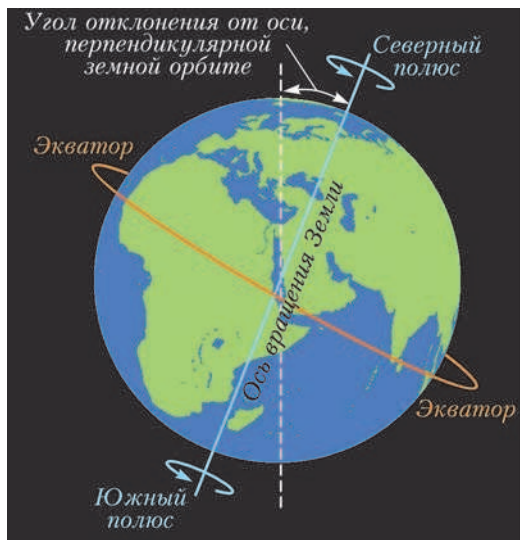 Угол отклонения от оси,
перпендикулярной
земной орбите
Северный
полюс
Экватор
Ось вращения Земли
Экватор
Южный
полюс